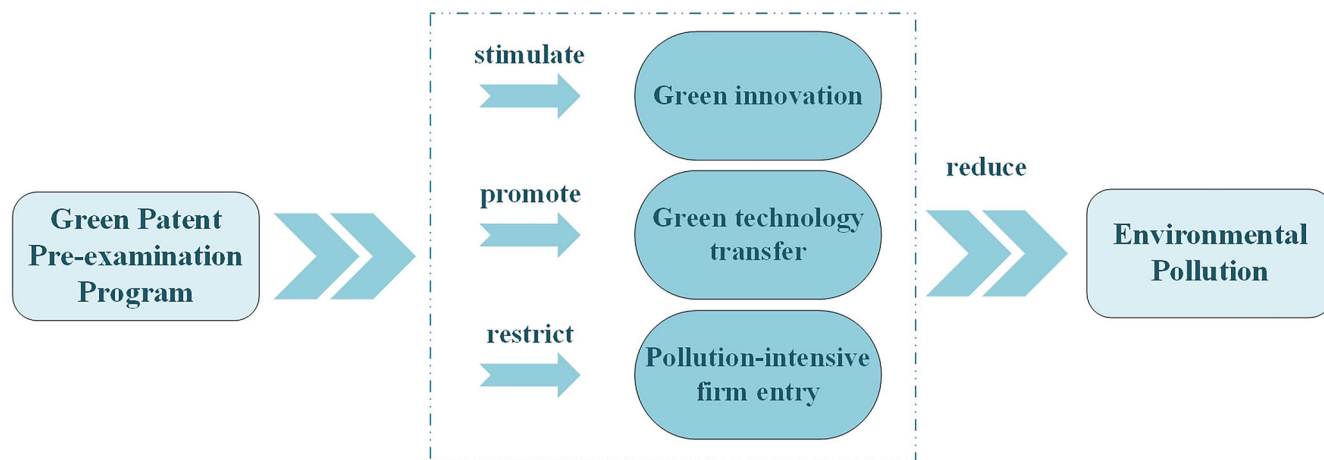 Green Patent
Pre-examination
Program
stimulate
Green innovation
promote
Green technology
transfer
restrict
Pollution-intensive
firm entry
reduce
Environmental
Pollution